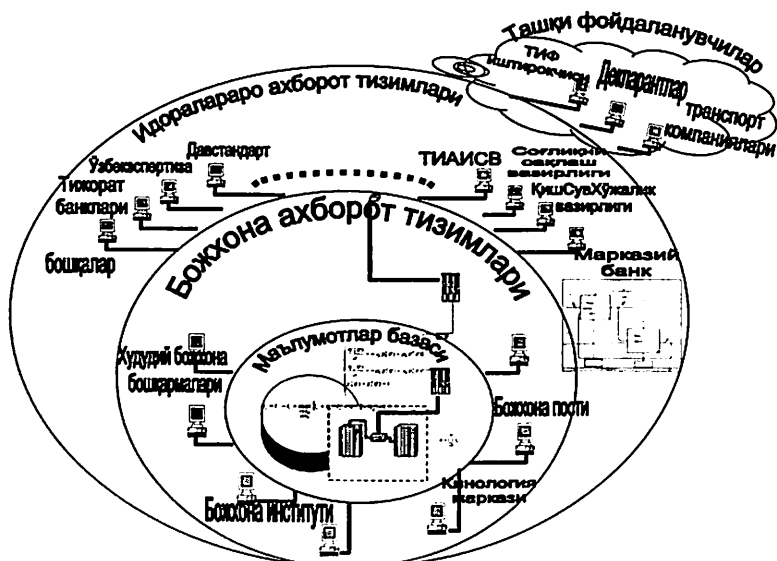 Ташқи фойдаланувчилар
ТИФ
иштирокчиси
Декларантлар
транспорт
компаниялари
Идоралараро ахборот тизимлари
Давстандарт
Ўзбекэкспертиза
Тижорат
банклари
бошқалар
ТИАИСВ
Соғлиқни
сақлаш
вазирлиги
ҚишСувХўжалик
вазирлиги
Марказий
банк
Божхона ахборот тизимлари
Маълумотлар базаси
Худудий божхона
бошқармалари
Божхона пости
Кинология
маркази
Божхона институти